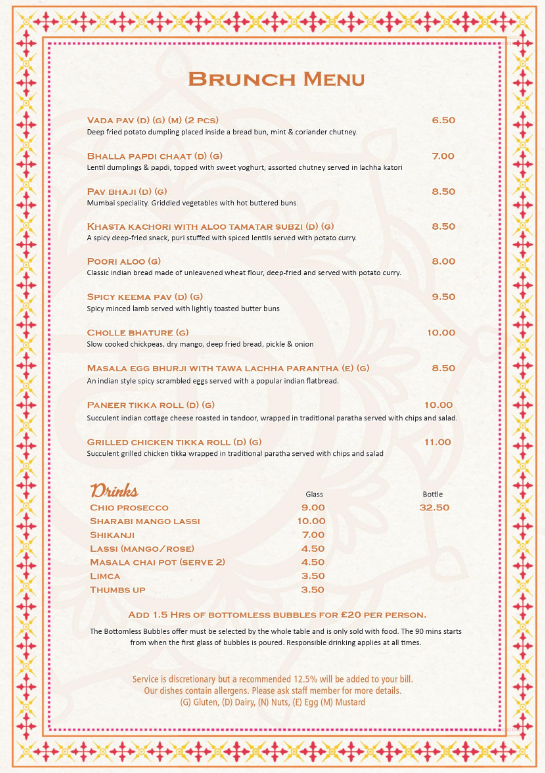 BRUNCH MENU
VADA PAV (D) (G) (M) (2 PCS) 6.50
Deep fried potato dumpling placed inside a bread bun, mint & coriander chutney.
BHALLA PAPDI CHAAT (D) (G) 7.00
Lentil dumplings & papdi, topped with sweet yoghurt, assorted chutney served in lachha katori
PAV BHAJI (D) (G) 8.50
Mumbai speciality. Griddled vegetables with hot buttered buns
KHASTA KACHORI WITH ALOO TAMATAR SUBZI (D) (G) 8.50
A spicy deep-fried snack, puri stuffed with spiced lentils served with potato curry.
POORI ALOO (G) 8.00
Classic indian bread made of unleavened wheat flour, deep-fried and served with potato curry.
SPICY KEEMA PAV (D) (G) 9.50
Spicy minced lamb served with lightly toasted butter buns
CHOLLE BHATURE (G) 10.00
Slow cooked chickpeas, dry mango, deep fried bread, pickle & onion
MASALA EGG BHURJI WITH TAWA LACHHA PARANTHA (E) (G) 8.50
An indian style spicy scrambled eggs served with a popular indian flatbread.
PANEER TIKKA ROLL (D) (G) 10.00
Succulent indian cottage cheese roasted in tandoor, wrapped in traditional paratha served with chips and salad.
GRILLED CHICKEN TIKKA ROLL (D) (G) 11.00
Succulent grilled chicken tikka wrapped in traditional paratha served with chips and salad
Drinks Glass Bottle
CHIO PROSECCO 9.00 32.50
SHARABI MANGO LASSI 10.00
SHIKANJI 7.00
LASSI (MANGO/ROSE) 4.50
MASALA CHAI POT (SERVE 2) 4.50
LIMCA 3.50
THUMBS UP 3.50
ADD 1.5 HRS OF BOTTOMLESS BUBBLES FOR £20 PER PERSON.
The Bottomless Bubbles offer must be selected by the whole table and is only sold with food. The 90 mins starts
from when the first glass of bubbles is poured. Responsible drinking applies at all times.
Service is discretionary but a recommended 12.5% will be added to your bill.
Our dishes contain allergens. Please ask staff member for more details.
(G) Gluten, (D) Dairy, (N) Nuts, (E) Egg (M) Mustard